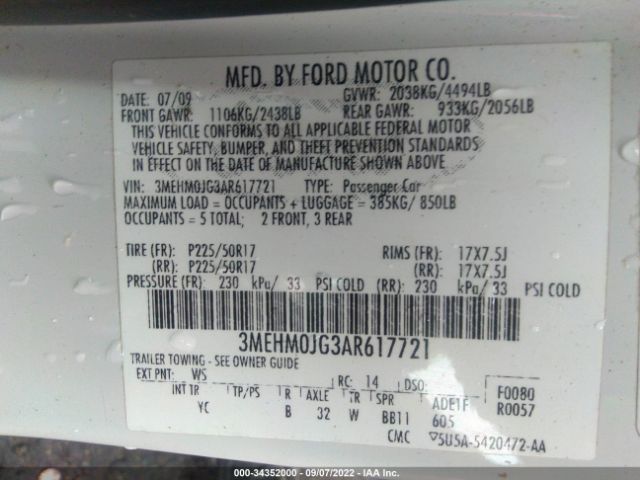 MFD. BY FORD MOTOR CO.
DATE: 07/09 GVWR: 2038KG/4494LB
FRONT GAWR: 1106KG/2438LB REAR GAWR: 933KG/2056LB
THIS VEHICLE CONFORMS TO ALL APPLICABLE FEDERAL MOTOR
VEHICLE SAFETY, BUMPER, AND THEFT PREVENTION STANDARDS
IN EFFECT ON THE DATE OF MANUFACTURE SHOWN ABOVE
VIN: 3MEHM0JG3AR617721 TYPE: Passenger Car
MAXIMUM LOAD = OCCUPANTS + LUGGAGE = 385KG/ 850LB
OCCUPANTS = 5 TOTAL; 2 FRONT, 3 REAR
TIRE (FR): P225/50R17 RIMS (FR): 17X7.5J
(RR): P225/50R17 (RR): 17X7.5J
PRESSURE (FR): 230 kPa/ 33 PSI COLD (RR): 230 kPa/ 33 PSI COLD
3MEHM0JG3AR617721
TRAILER TOWING - SEE OWNER GUIDE
EXT PNT: WS RC: 14 DSO: F0080
INT TR TP/PS R AXLE TR SPR ADE1F R0057
YC B 32 W BB11 605
CMC ▽5U5A-5420472-AA
000-34352000 - 09/07/2022 - IAA Inc.